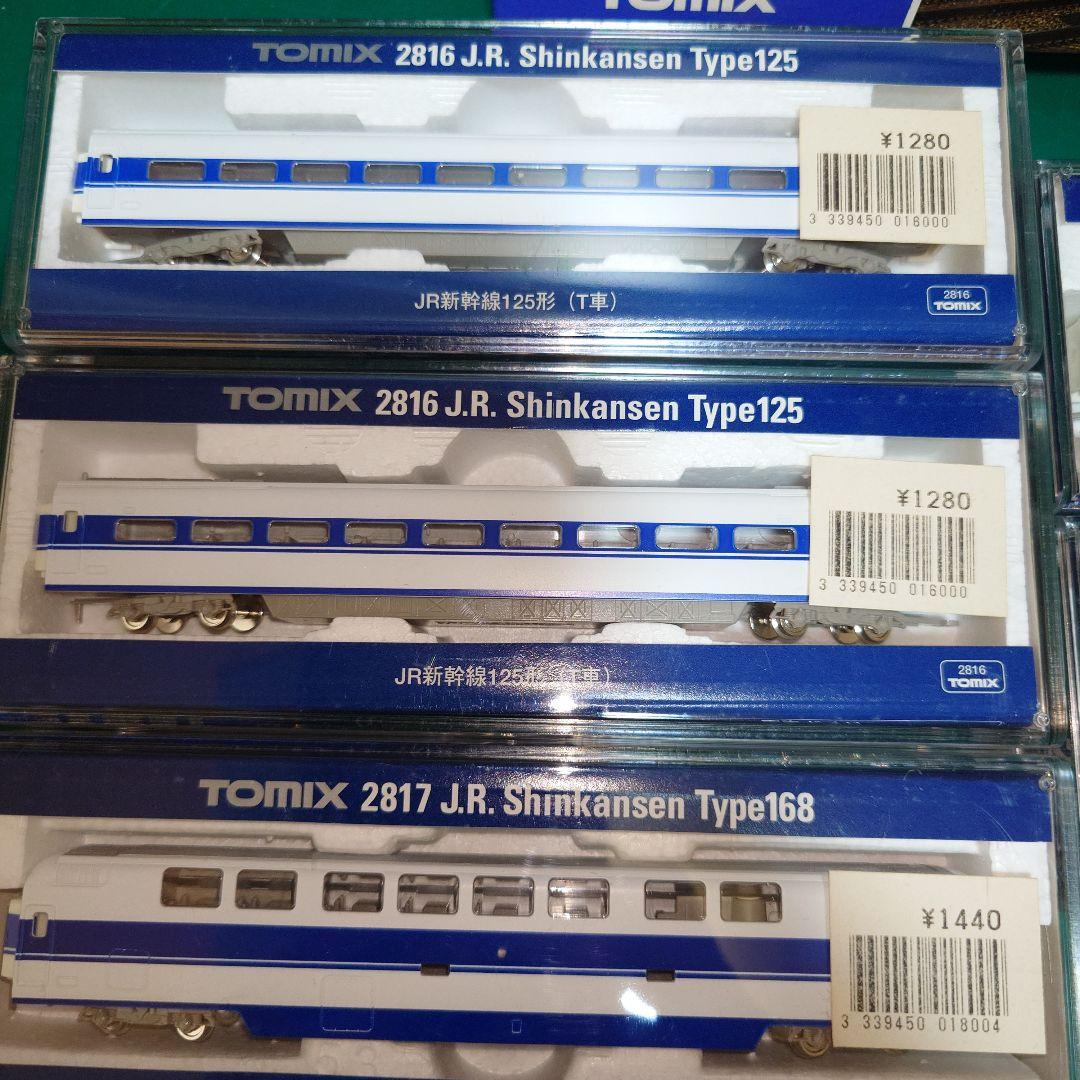 TOMIX
TOMIX 2816 J.R. Shinkansen Type125
¥1280
3 339450 016000
JR新幹線125形（T車）
2816
TOMIX
TOMIX 2816 J.R. Shinkansen Type125
¥1280
3 339450 016000
JR新幹線125形（T車）
2816
TOMIX
TOMIX 2817 J.R. Shinkansen Type168
¥1440
3 339450 018004